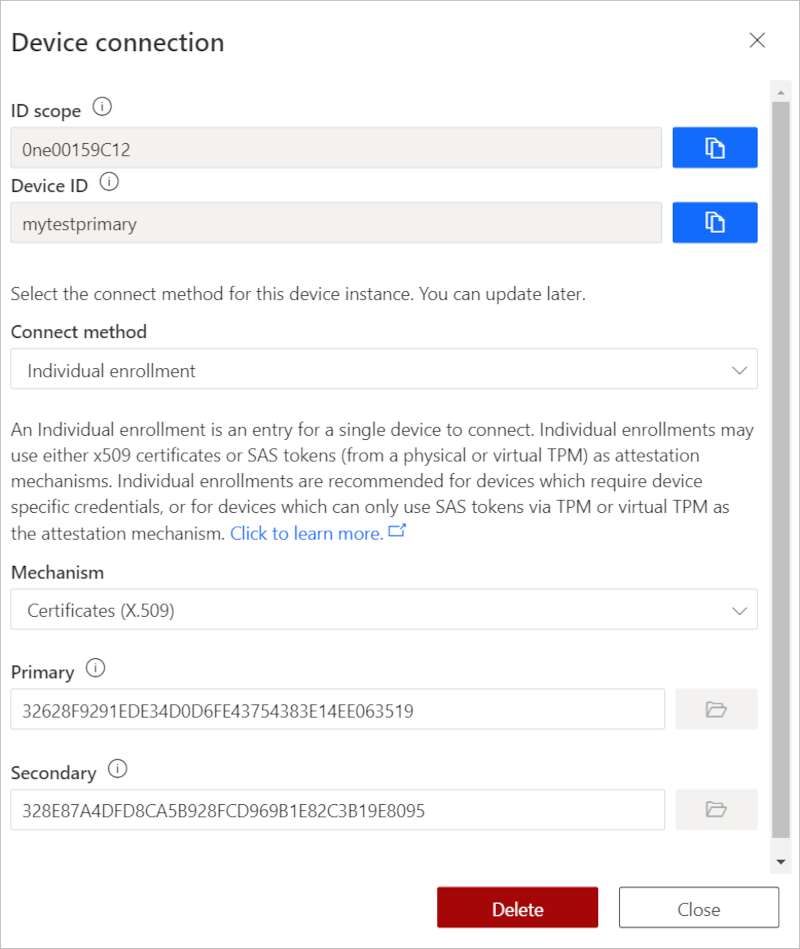 Device connection
ID scope
0ne00159C12
Device ID
mytestprimary
Select the connect method for this device instance. You can update later.
Connect method
Individual enrollment
An Individual enrollment is an entry for a single device to connect. Individual enrollments may
use either x509 certificates or SAS tokens (from a physical or virtual TPM) as attestation
mechanisms. Individual enrollments are recommended for devices which require device
specific credentials, or for devices which can only use SAS tokens via TPM or virtual TPM as
the attestation mechanism. Click to learn more.
Mechanism
Certificates (X.509)
Primary
32628F9291EDE34D0D6FE43754383E14EE063519
Secondary
328E87A4DFD8CA5B928FCD969B1E82C3B19E8095
Delete
Close